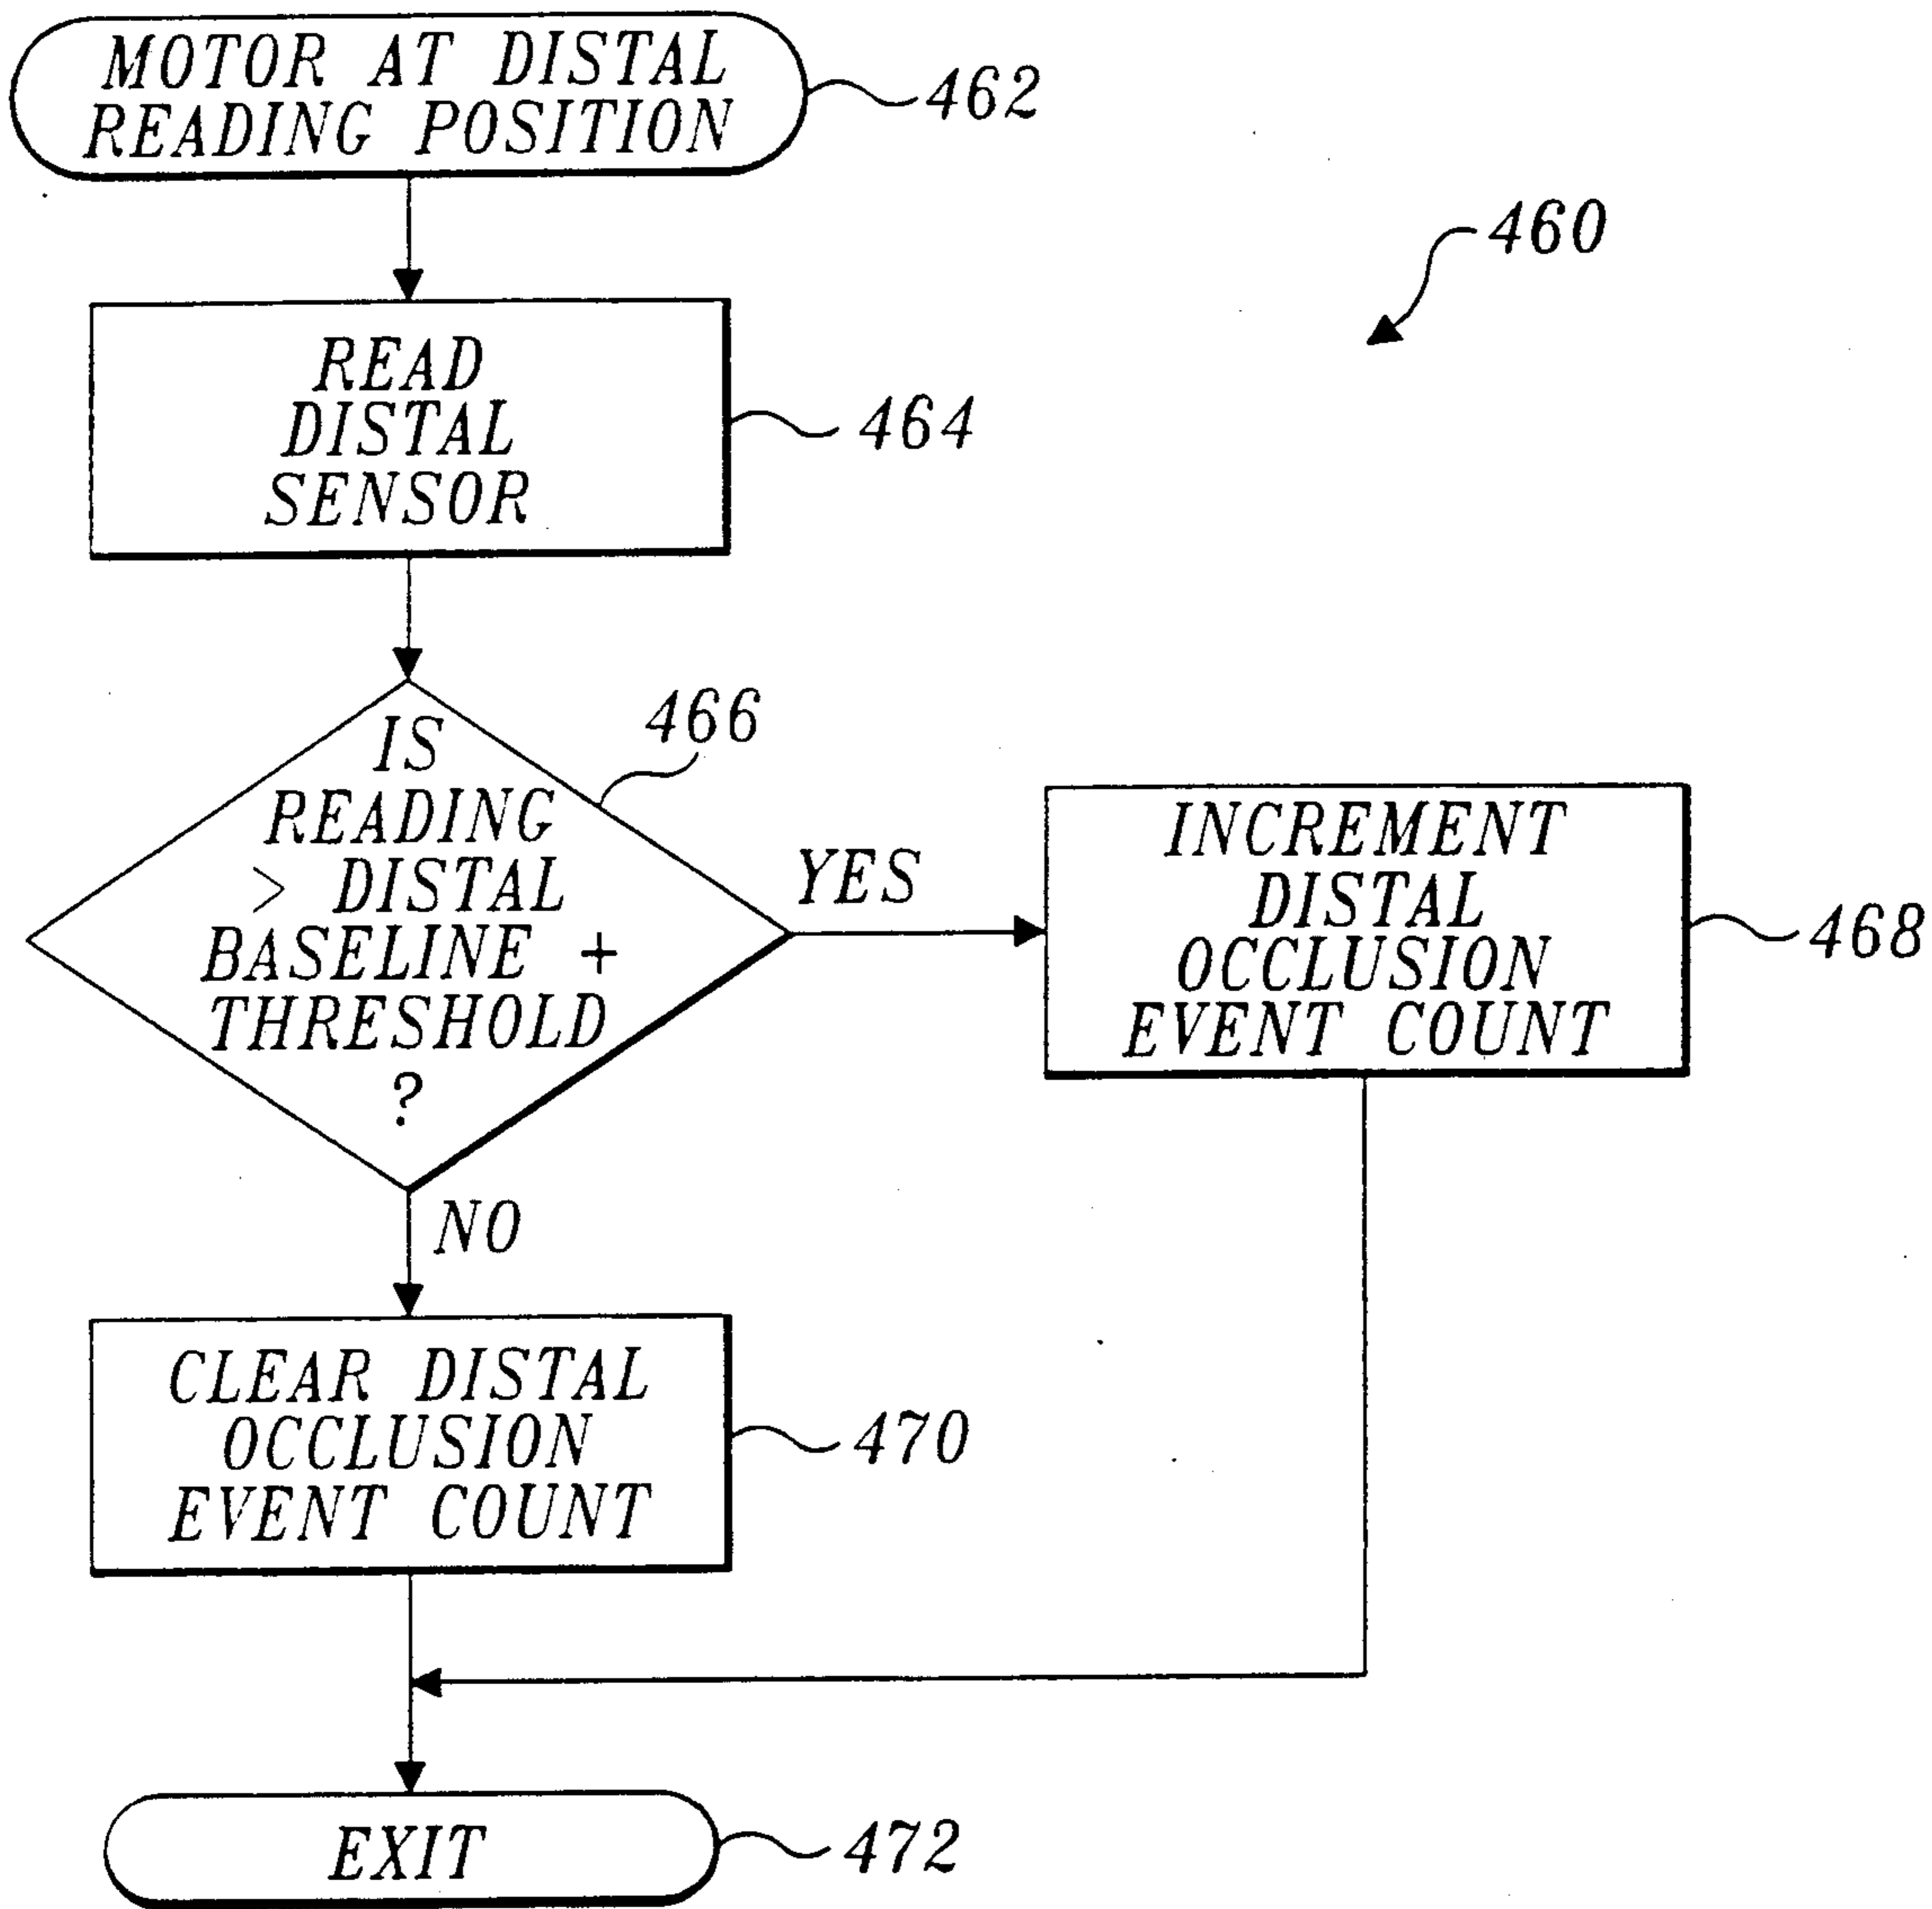 MOTOR AT DISTAL
READING POSITION
462
460
READ
DISTAL
SENSOR
464
IS
READING
> DISTAL
BASELINE +
THRESHOLD
?
466
YES
INCREMENT
DISTAL
OCCLUSION
EVENT COUNT
468
NO
CLEAR DISTAL
OCCLUSION
EVENT COUNT
470
EXIT
472